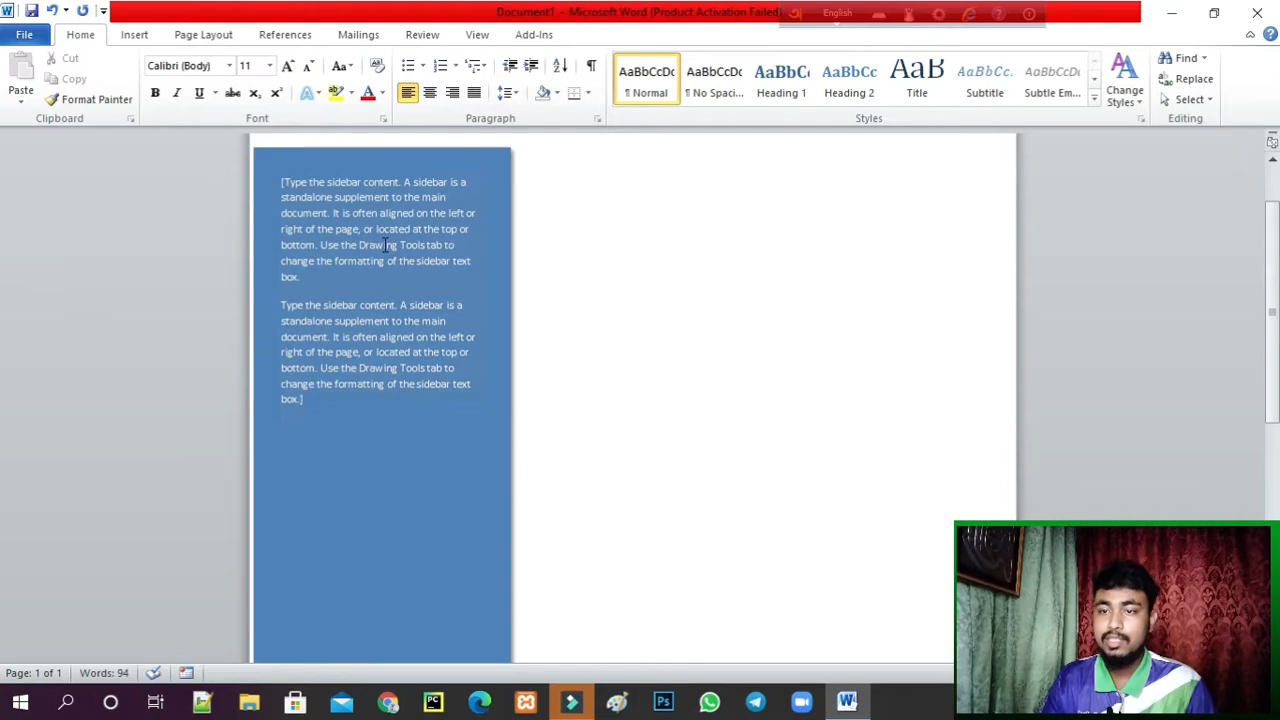 Document1 - Microsoft Word (Product Activation Failed)
English
File
Home
Insert
Page Layout
References
Mailings
Review
View
Add-Ins
Paste
Cut
Copy
Format Painter
Clipboard
Calibri (Body)
11
Font
Paragraph
AaBbCcDc
¶ Normal
AaBbCcDc
¶ No Spaci...
AaBbCc
Heading 1
AaBbCc
Heading 2
AaB
Title
AaBbCc.
Subtitle
AaBbCcDc
Subtle Em...
Change
Styles
Styles
Find
Replace
Select
Editing
[Type the sidebar content. A sidebar is a
standalone supplement to the main
document. It is often aligned on the left or
right of the page, or located at the top or
bottom. Use the Drawing Tools tab to
change the formatting of the sidebar text
box.
Type the sidebar content. A sidebar is a
standalone supplement to the main
document. It is often aligned on the left or
right of the page, or located at the top or
bottom. Use the Drawing Tools tab to
change the formatting of the sidebar text
box.]
Page: 1 of 1
Words: 94